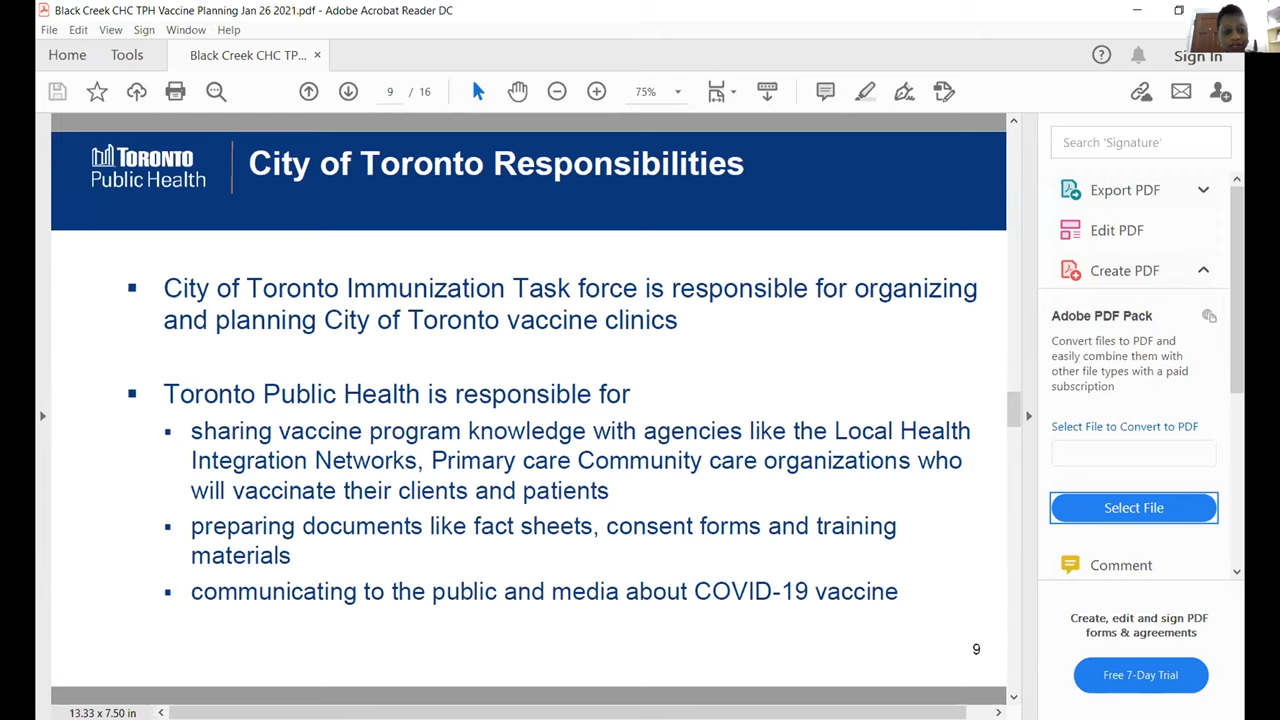 Black Creek CHC TPH Vaccine Planning Jan 26 2021.pdf - Adobe Acrobat Reader DC
File Edit View Sign Window Help
Home Tools Black Creek CHC TP... × Sign In
9 / 16 75%
TORONTO
Public Health
City of Toronto Responsibilities
▪ City of Toronto Immunization Task force is responsible for organizing
and planning City of Toronto vaccine clinics
▪ Toronto Public Health is responsible for
▪ sharing vaccine program knowledge with agencies like the Local Health
Integration Networks, Primary care Community care organizations who
will vaccinate their clients and patients
▪ preparing documents like fact sheets, consent forms and training
materials
▪ communicating to the public and media about COVID-19 vaccine
9
13.33 x 7.50 in
Search 'Signature'
Export PDF
Edit PDF
Create PDF
Adobe PDF Pack
Convert files to PDF and
easily combine them with
other file types with a paid
subscription
Select File to Convert to PDF
Select File
Comment
Create, edit and sign PDF
forms & agreements
Free 7-Day Trial